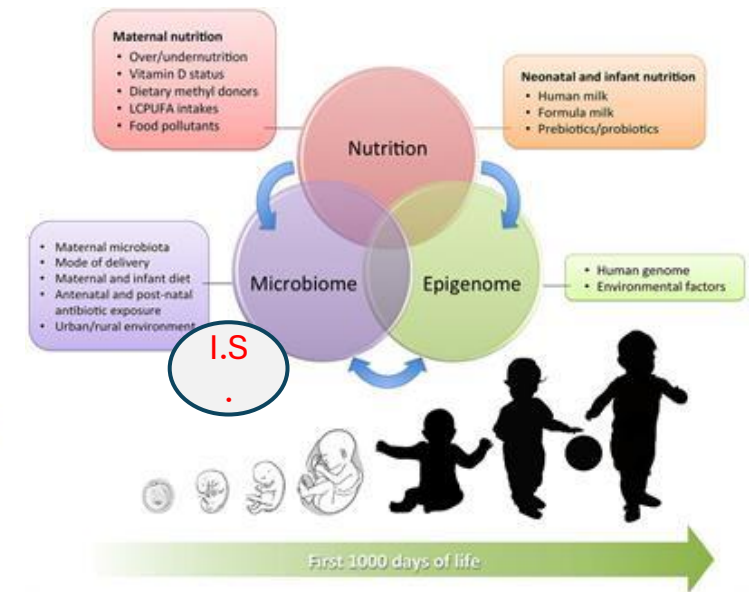 Maternal nutrition
• Over/undernutrition
• Vitamin D status
• Dietary methyl donors
• LCPUFA intakes
• Food pollutants
Neonatal and infant nutrition
• Human milk
• Formula milk
• Prebiotics/probiotics
Nutrition
• Maternal microbiota
• Mode of delivery
• Maternal and infant diet
• Antenatal and post-natal
antibiotic exposure
• Urban/rural environment
Microbiome
Epigenome
• Human genome
• Environmental factors
I.S
.
First 1000 days of life